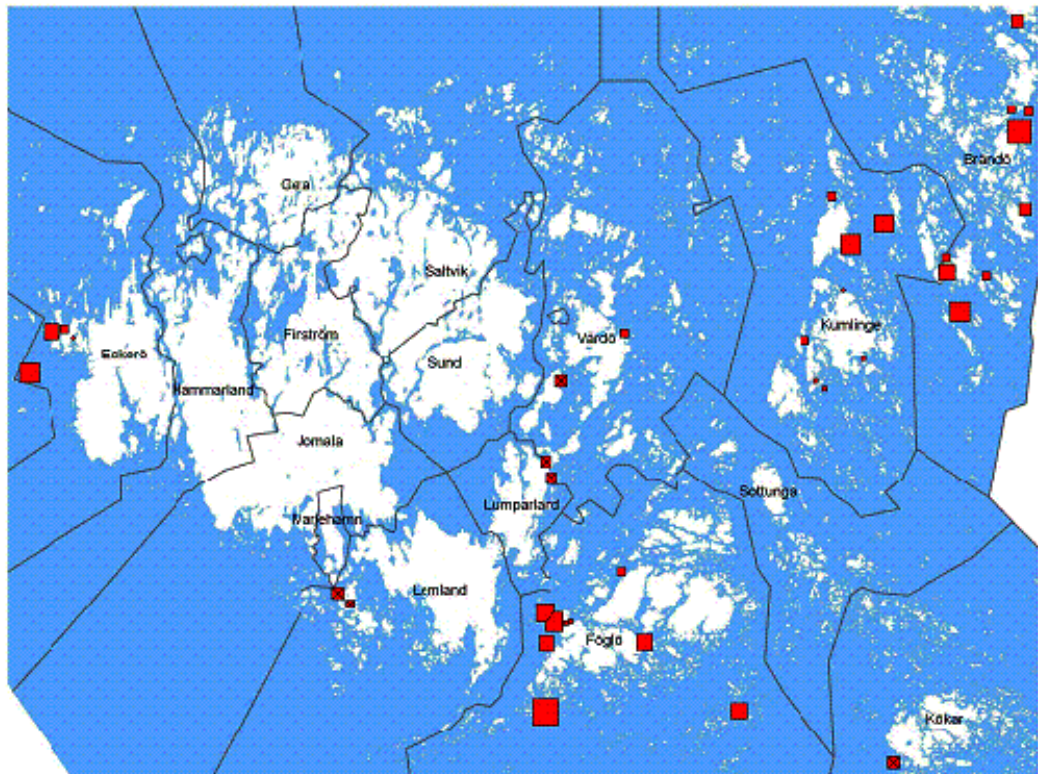 Brändö
Geta
Saltvik
Kumlinge
Finström
Vårdö
Eckerö
Sund
Hammarland
Jomala
Sottunga
Lumparland
Mariehamn
Lemland
Föglö
Kökar